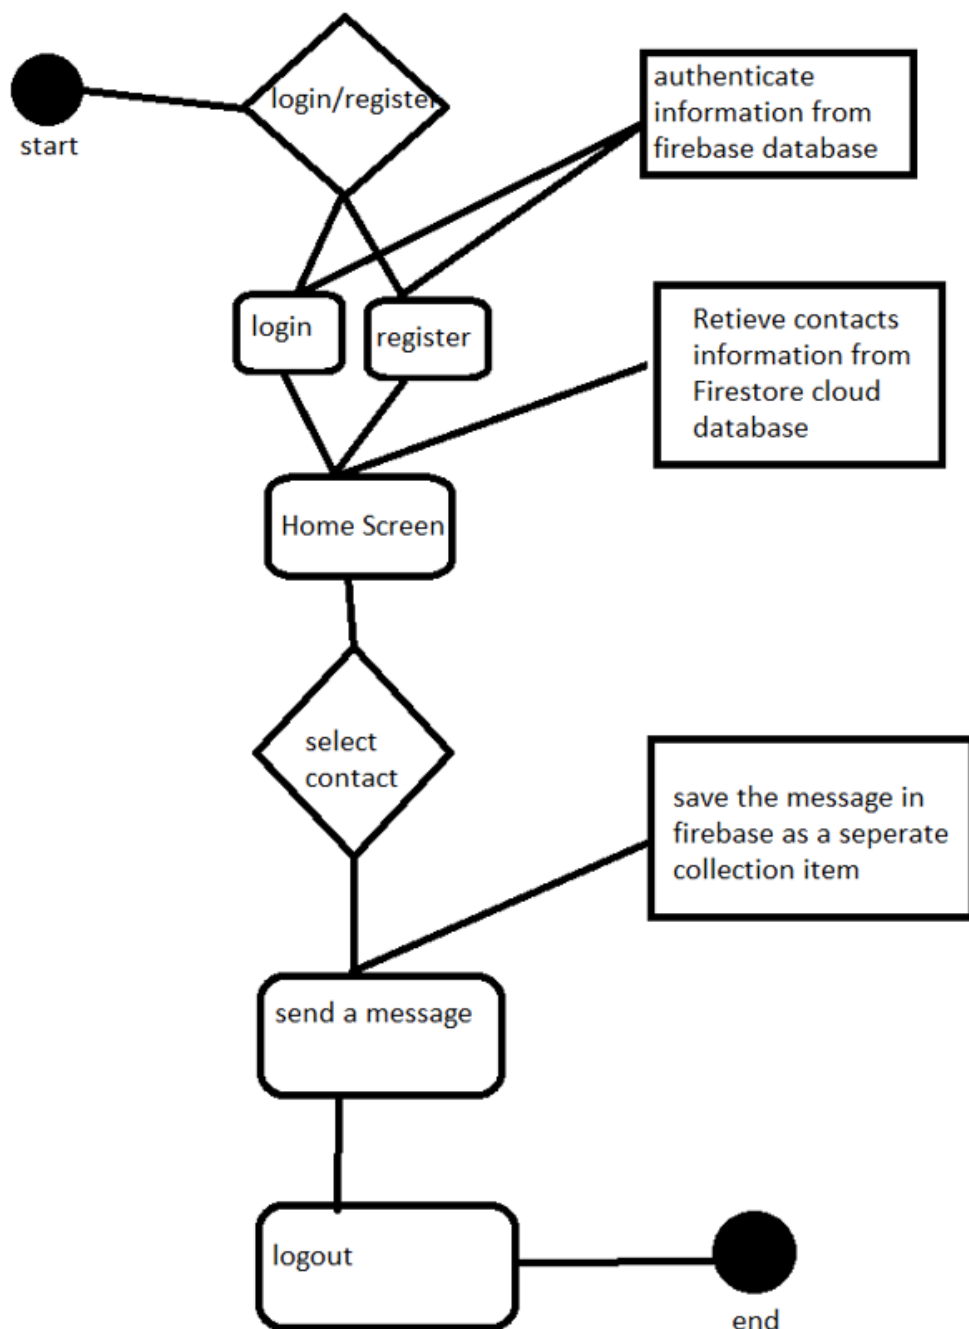 login/register
start
authenticate
information from
firebase database
login
register
Retieve contacts
information from
Firestore cloud
database
Home Screen
select
contact
save the message in
firebase as a seperate
collection item
send a message
logout
end